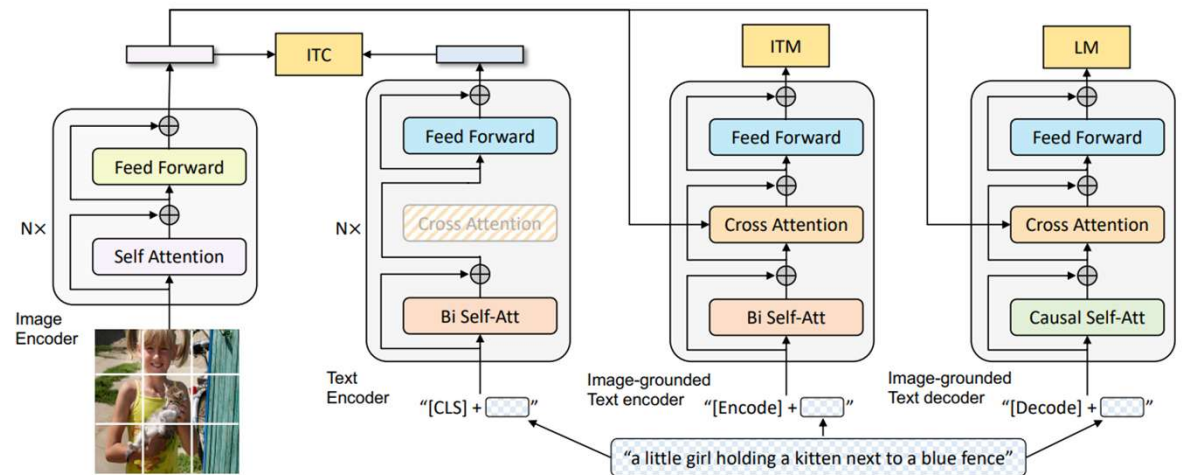 ITC
ITM
LM
N×
Feed Forward
Self Attention
Image
Encoder
N×
Feed Forward
Cross Attention
Bi Self-Att
Text
Encoder
“[CLS] + ”
Feed Forward
Cross Attention
Bi Self-Att
Image-grounded
Text encoder
“[Encode] + ”
Feed Forward
Cross Attention
Causal Self-Att
Image-grounded
Text decoder
“[Decode] + ”
“a little girl holding a kitten next to a blue fence”